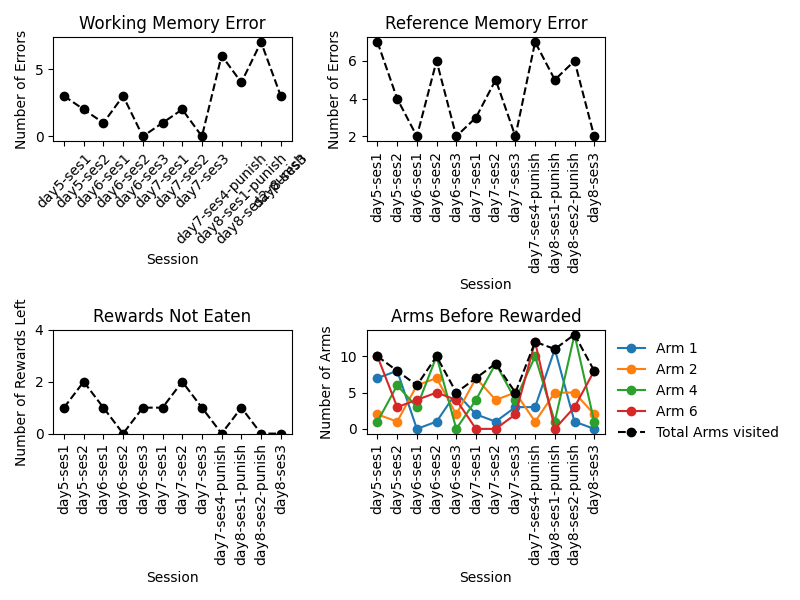 Working Memory Error
Number of Errors
5
0
day5-ses1
day5-ses2
day6-ses1
day6-ses2
day6-ses3
day7-ses1
day7-ses2
day7-ses3
day7-ses4-punish
day8-ses1-punish
day8-ses2-punish
day8-ses3
Session
Reference Memory Error
Number of Errors
6
4
2
day5-ses1
day5-ses2
day6-ses1
day6-ses2
day6-ses3
day7-ses1
day7-ses2
day7-ses3
day7-ses4-punish
day8-ses1-punish
day8-ses2-punish
day8-ses3
Session
Rewards Not Eaten
Number of Rewards Left
4
2
0
day5-ses1
day5-ses2
day6-ses1
day6-ses2
day6-ses3
day7-ses1
day7-ses2
day7-ses3
day7-ses4-punish
day8-ses1-punish
day8-ses2-punish
day8-ses3
Session
Arms Before Rewarded
Number of Arms
10
5
0
day5-ses1
day5-ses2
day6-ses1
day6-ses2
day6-ses3
day7-ses1
day7-ses2
day7-ses3
day7-ses4-punish
day8-ses1-punish
day8-ses2-punish
day8-ses3
Session
Arm 1
Arm 2
Arm 4
Arm 6
Total Arms visited